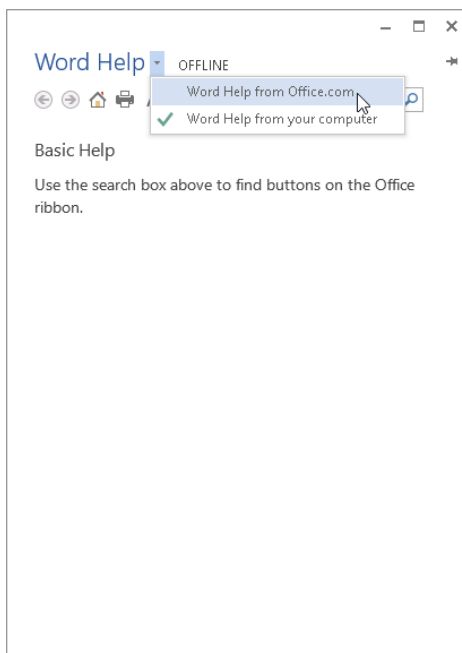 Word Help OFFLINE
Word Help from Office.com
Word Help from your computer
Basic Help
Use the search box above to find buttons on the Office
ribbon.